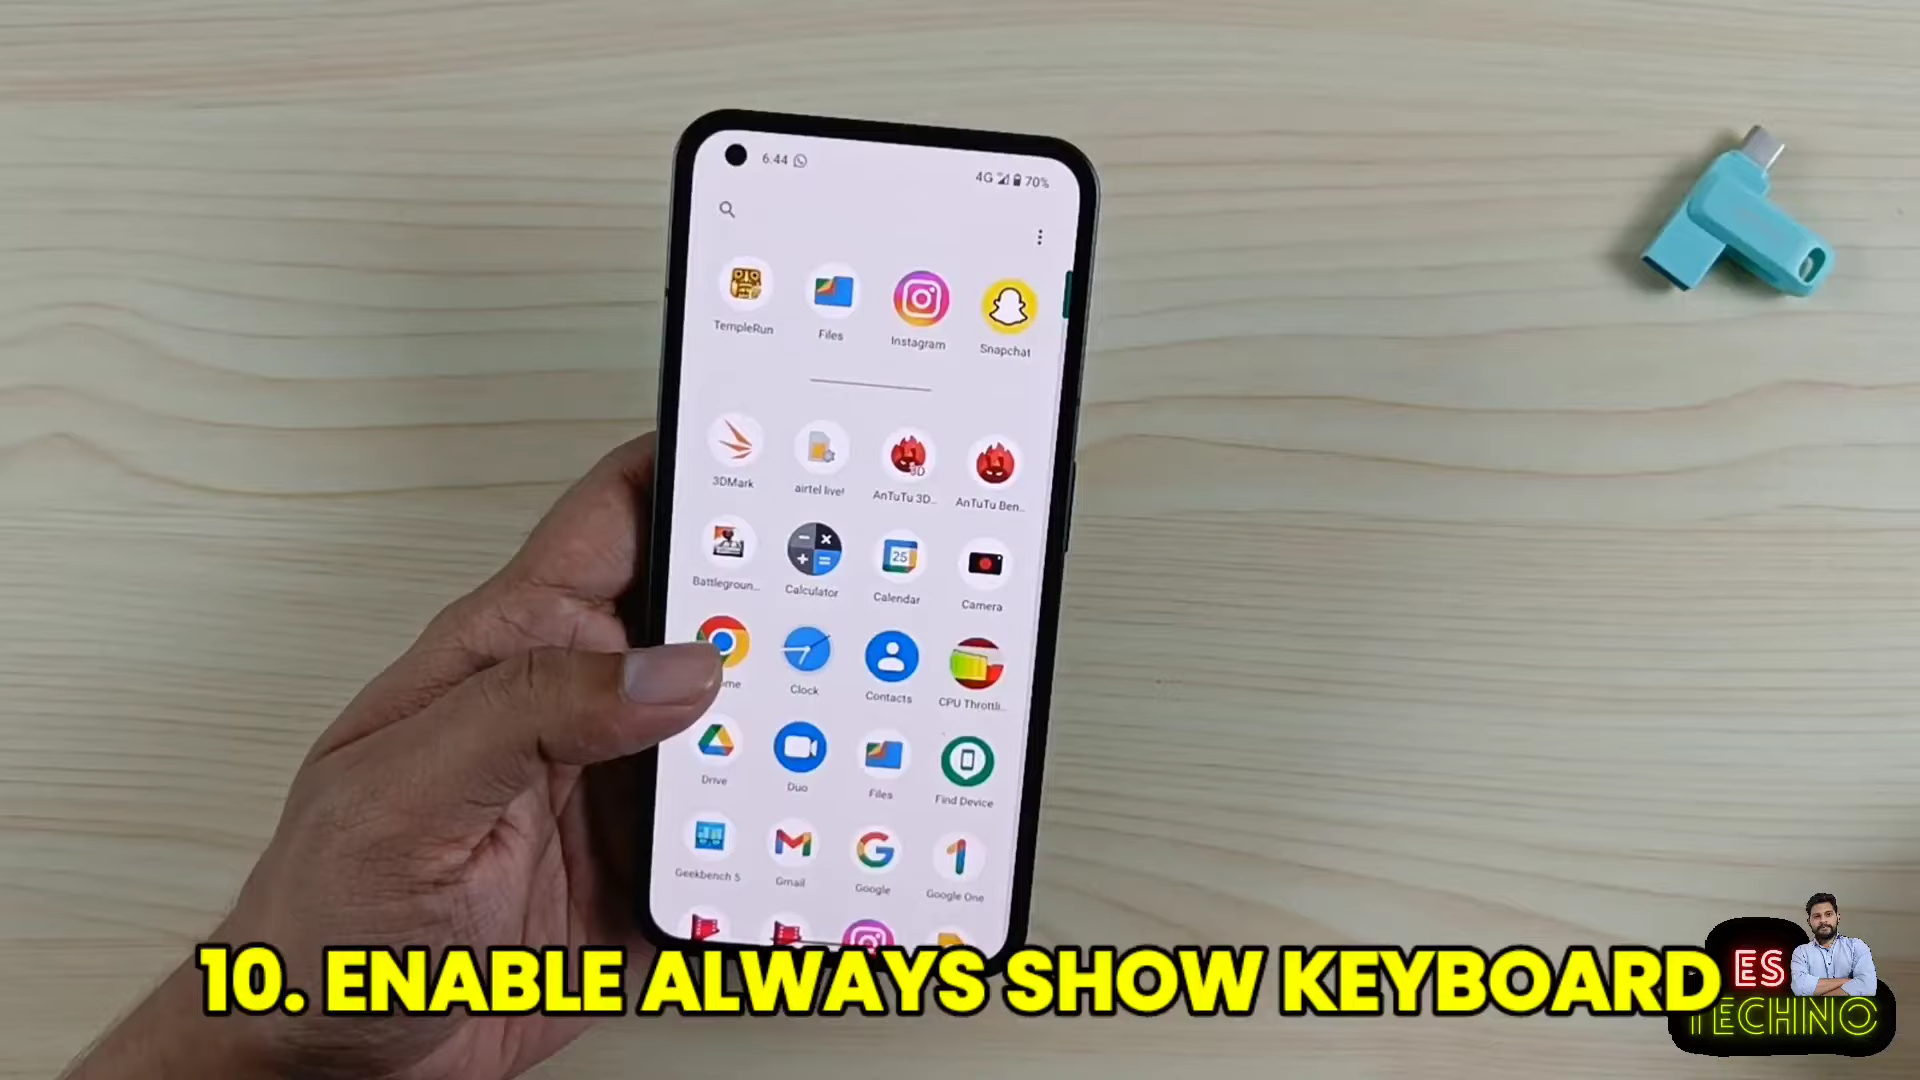 6:44
4G 70%
TempleRun Files Instagram Snapchat
3DMark airtel live! AnTuTu 3D... AnTuTu Ben...
3D
Battlegroun... Calculator Calendar Camera
25
Clock Contacts CPU Throttli...
Drive Duo Files Find Device
Geekbench 5 Gmail Google Google One
10. ENABLE ALWAYS SHOW KEYBOARD
ES
TECHNO